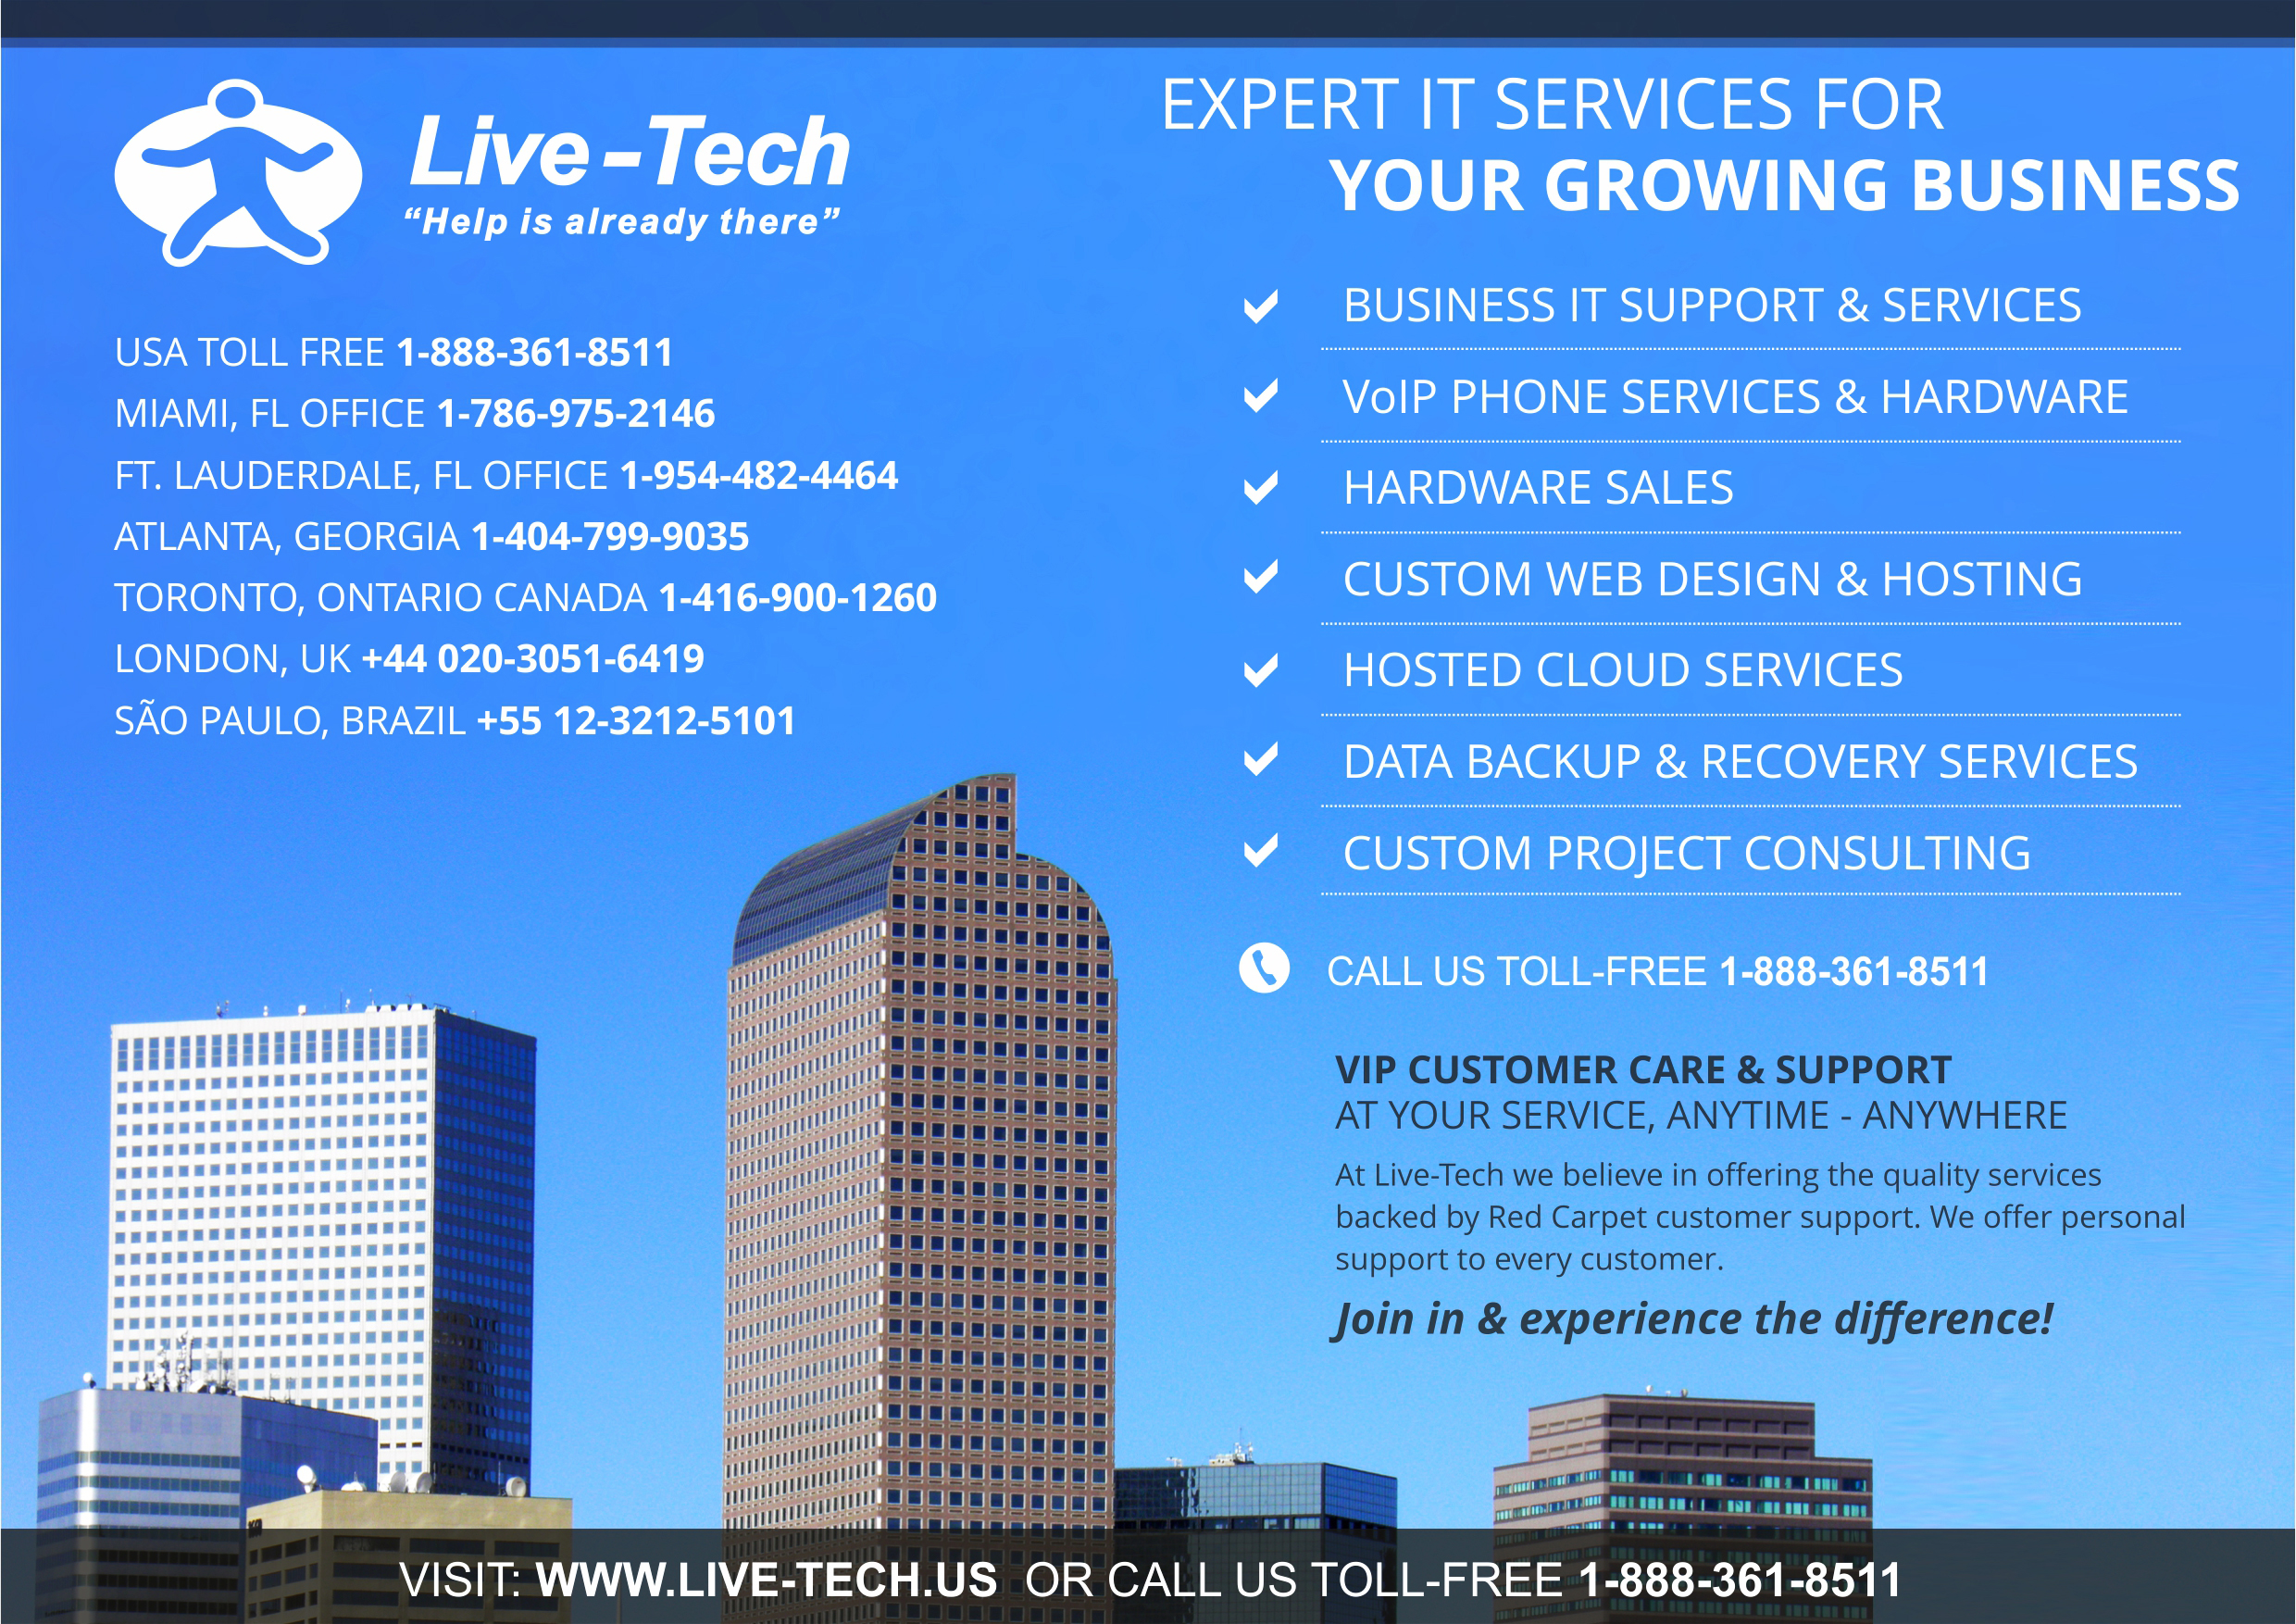 Live-Tech
“Help is already there”
USA TOLL FREE 1-888-361-8511
MIAMI, FL OFFICE 1-786-975-2146
FT. LAUDERDALE, FL OFFICE 1-954-482-4464
ATLANTA, GEORGIA 1-404-799-9035
TORONTO, ONTARIO CANADA 1-416-900-1260
LONDON, UK +44 020-3051-6419
SÃO PAULO, BRAZIL +55 12-3212-5101
EXPERT IT SERVICES FOR
YOUR GROWING BUSINESS
BUSINESS IT SUPPORT & SERVICES
VoIP PHONE SERVICES & HARDWARE
HARDWARE SALES
CUSTOM WEB DESIGN & HOSTING
HOSTED CLOUD SERVICES
DATA BACKUP & RECOVERY SERVICES
CUSTOM PROJECT CONSULTING
CALL US TOLL-FREE 1-888-361-8511
VIP CUSTOMER CARE & SUPPORT
AT YOUR SERVICE, ANYTIME - ANYWHERE
At Live-Tech we believe in offering the quality services
backed by Red Carpet customer support. We offer personal
support to every customer.
Join in & experience the difference!
VISIT: WWW.LIVE-TECH.US OR CALL US TOLL-FREE 1-888-361-8511